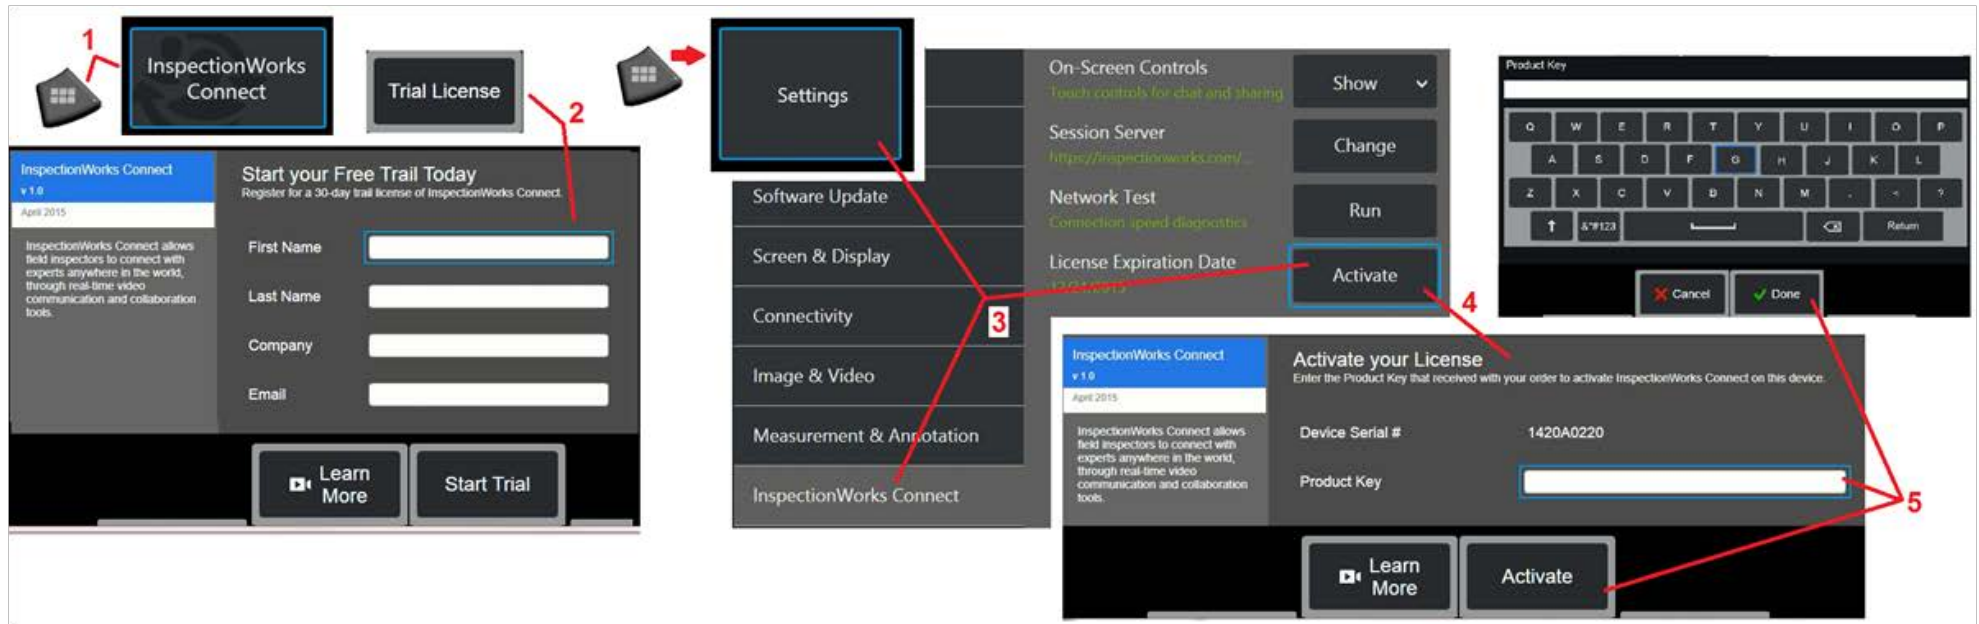 1
InspectionWorks
Connect
Trial License
2
InspectionWorks Connect
v 1.0
April 2015
InspectionWorks Connect allows
field inspectors to connect with
experts anywhere in the world,
through real-time video
communication and collaboration
tools.
Start your Free Trail Today
Register for a 30-day trail license of InspectionWorks Connect.
First Name
Last Name
Company
Email
Learn
More
Start Trial
Settings
Software Update
Screen & Display
Connectivity
Image & Video
Measurement & Annotation
InspectionWorks Connect
3
On-Screen Controls
Touch controls for chat and sharing
Show
Session Server
https://inspectionworks.com/...
Change
Network Test
Connection speed diagnostics
Run
License Expiration Date
Activate
4
InspectionWorks Connect
v 1.0
April 2015
InspectionWorks Connect allows
field inspectors to connect with
experts anywhere in the world,
through real-time video
communication and collaboration
tools.
Activate your License
Enter the Product Key that received with your order to activate InspectionWorks Connect on this device.
Device Serial # 1420A0220
Product Key
Learn
More
Activate
5
Product Key
Q W E R T Y U I O P
A S D F G H J K L
Z X C V B N M . < ?
&*#123 Return
Cancel Done